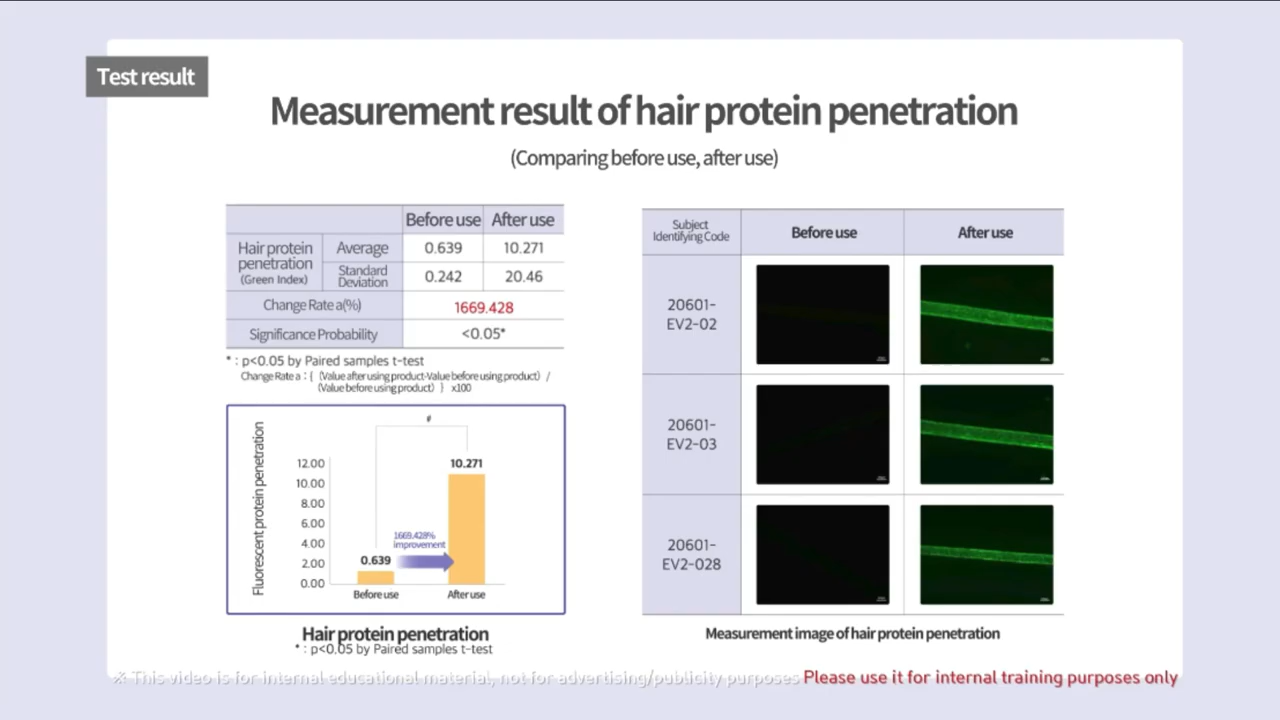 Test result
Measurement result of hair protein penetration
(Comparing before use, after use)
Before use After use
Hair protein penetration (Green Index) Average 0.639 10.271
Standard Deviation 0.242 20.46
Change Rate a(%) 1669.428
Significance Probability <0.05*
* : p<0.05 by Paired samples t-test
Change Rate a : { (Value after using product-Value before using product) /
(Value before using product) } x100
Fluorescent protein penetration
#
12.00
10.00
8.00
6.00
4.00
2.00
0.00
0.639
10.271
1669.428%
improvement
Before use After use
Hair protein penetration
* : p<0.05 by Paired samples t-test
Subject
Identifying Code
Before use
After use
20601-
EV2-02
20601-
EV2-03
20601-
EV2-028
Measurement image of hair protein penetration
※ This video is for internal educational material, not for advertising/publicity purposes Please use it for internal training purposes only